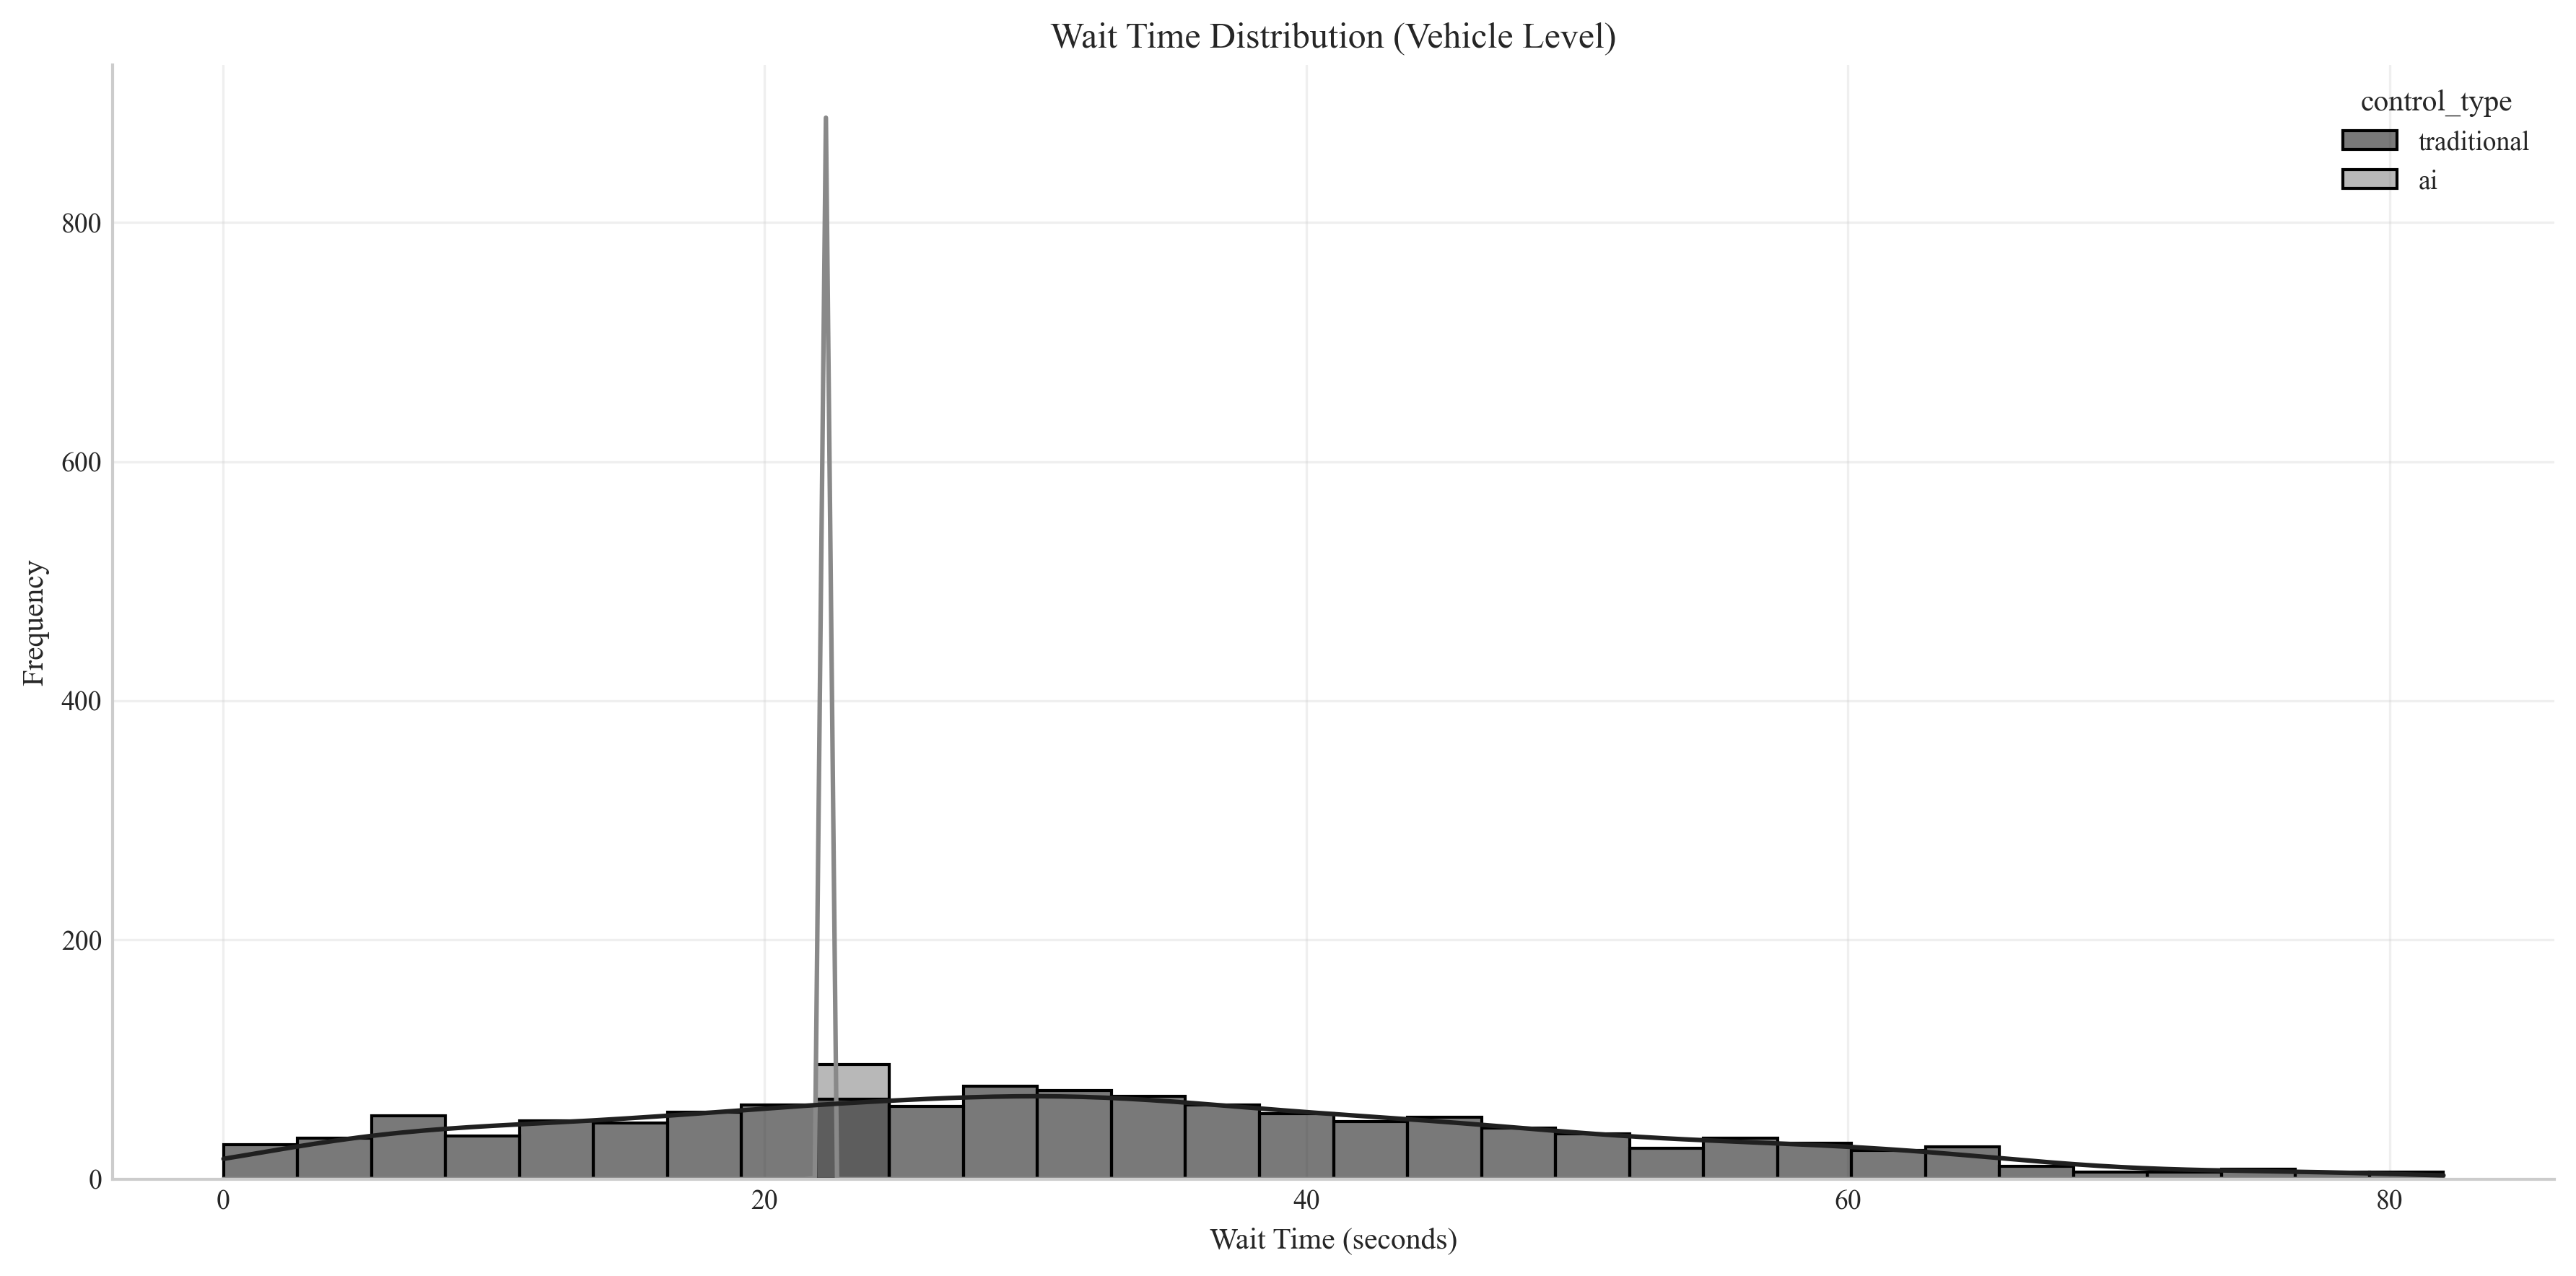 Wait Time Distribution (Vehicle Level)
control_type
traditional
ai
Frequency
800
600
400
200
0
0 20 40 60 80
Wait Time (seconds)